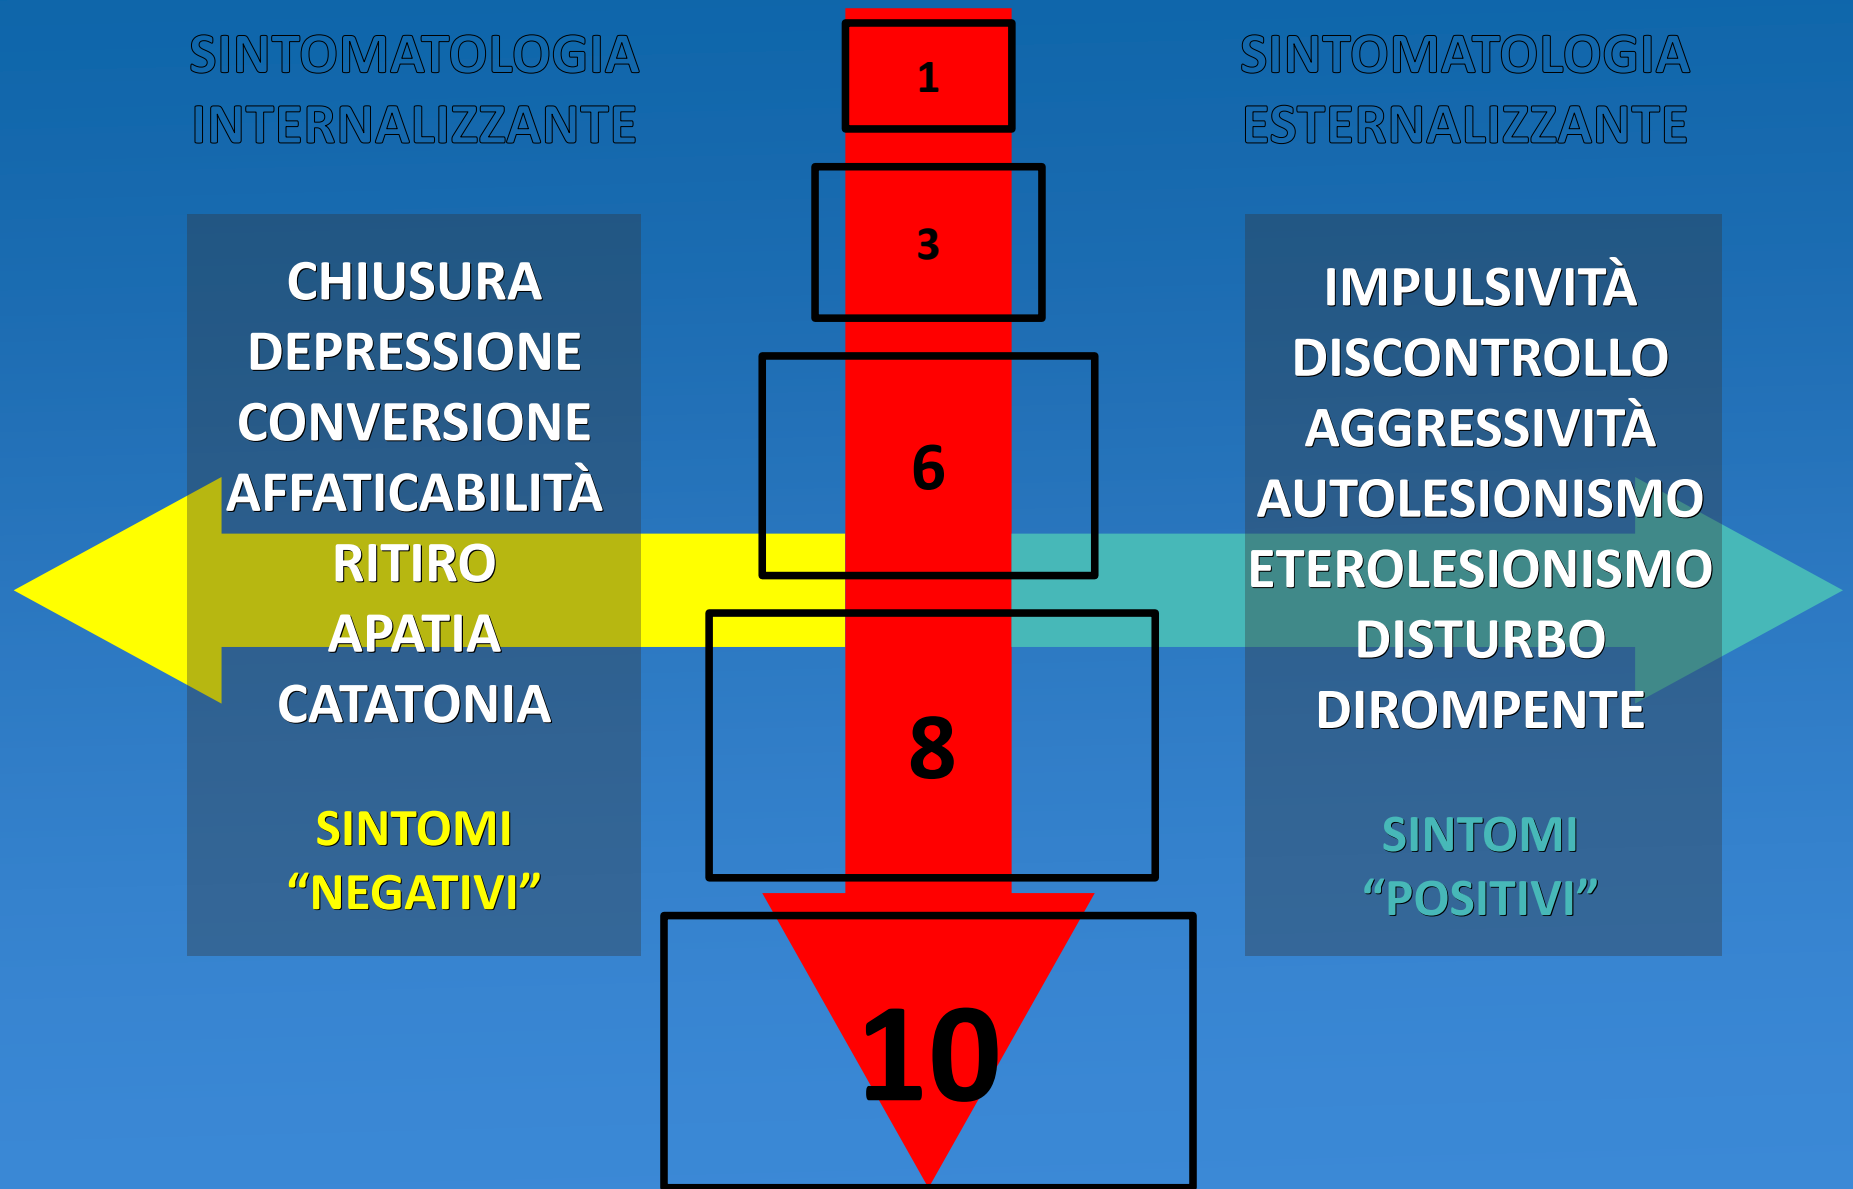 SINTOMATOLOGIA
INTERNALIZZANTE
CHIUSURA
DEPRESSIONE
CONVERSIONE
AFFATICABILITÀ
RITIRO
APATIA
CATATONIA
SINTOMI
“NEGATIVI”
1
3
6
8
10
SINTOMATOLOGIA
ESTERNALIZZANTE
IMPULSIVITÀ
DISCONTROLLO
AGGRESSIVITÀ
AUTOLESIONISMO
ETEROLESIONISMO
DISTURBO
DIROMPENTE
SINTOMI
“POSITIVI”